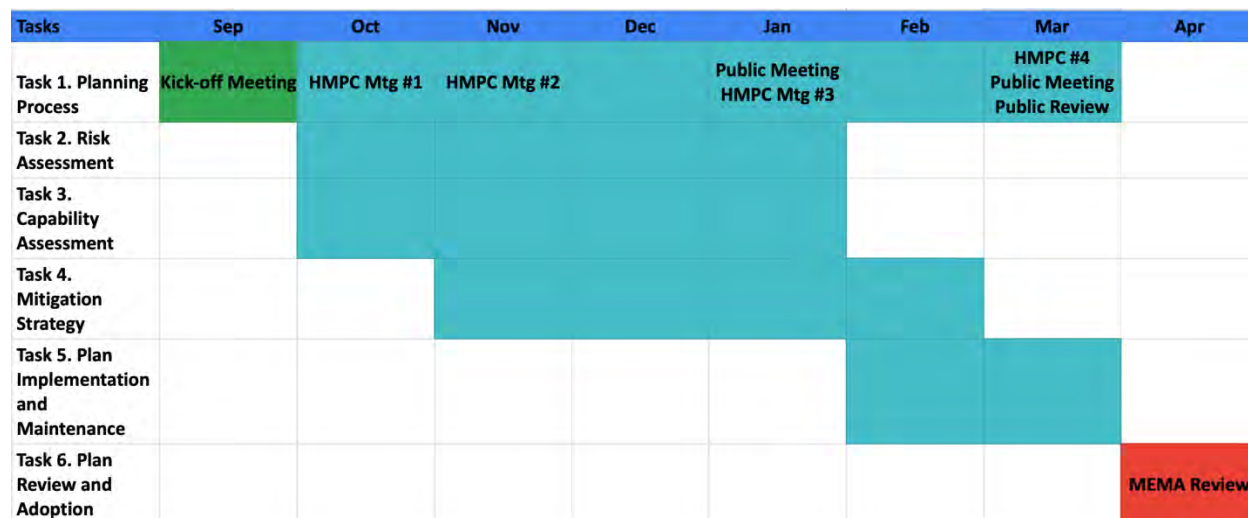 Tasks Sep Oct Nov Dec Jan Feb Mar Apr
Task 1. Planning
Process
Kick-off Meeting
HMPC Mtg #1
HMPC Mtg #2
Public Meeting
HMPC Mtg #3
HMPC #4
Public Meeting
Public Review
Task 2. Risk
Assessment
Task 3.
Capability
Assessment
Task 4.
Mitigation
Strategy
Task 5. Plan
Implementation
and
Maintenance
Task 6. Plan
Review and
Adoption
MEMA Review